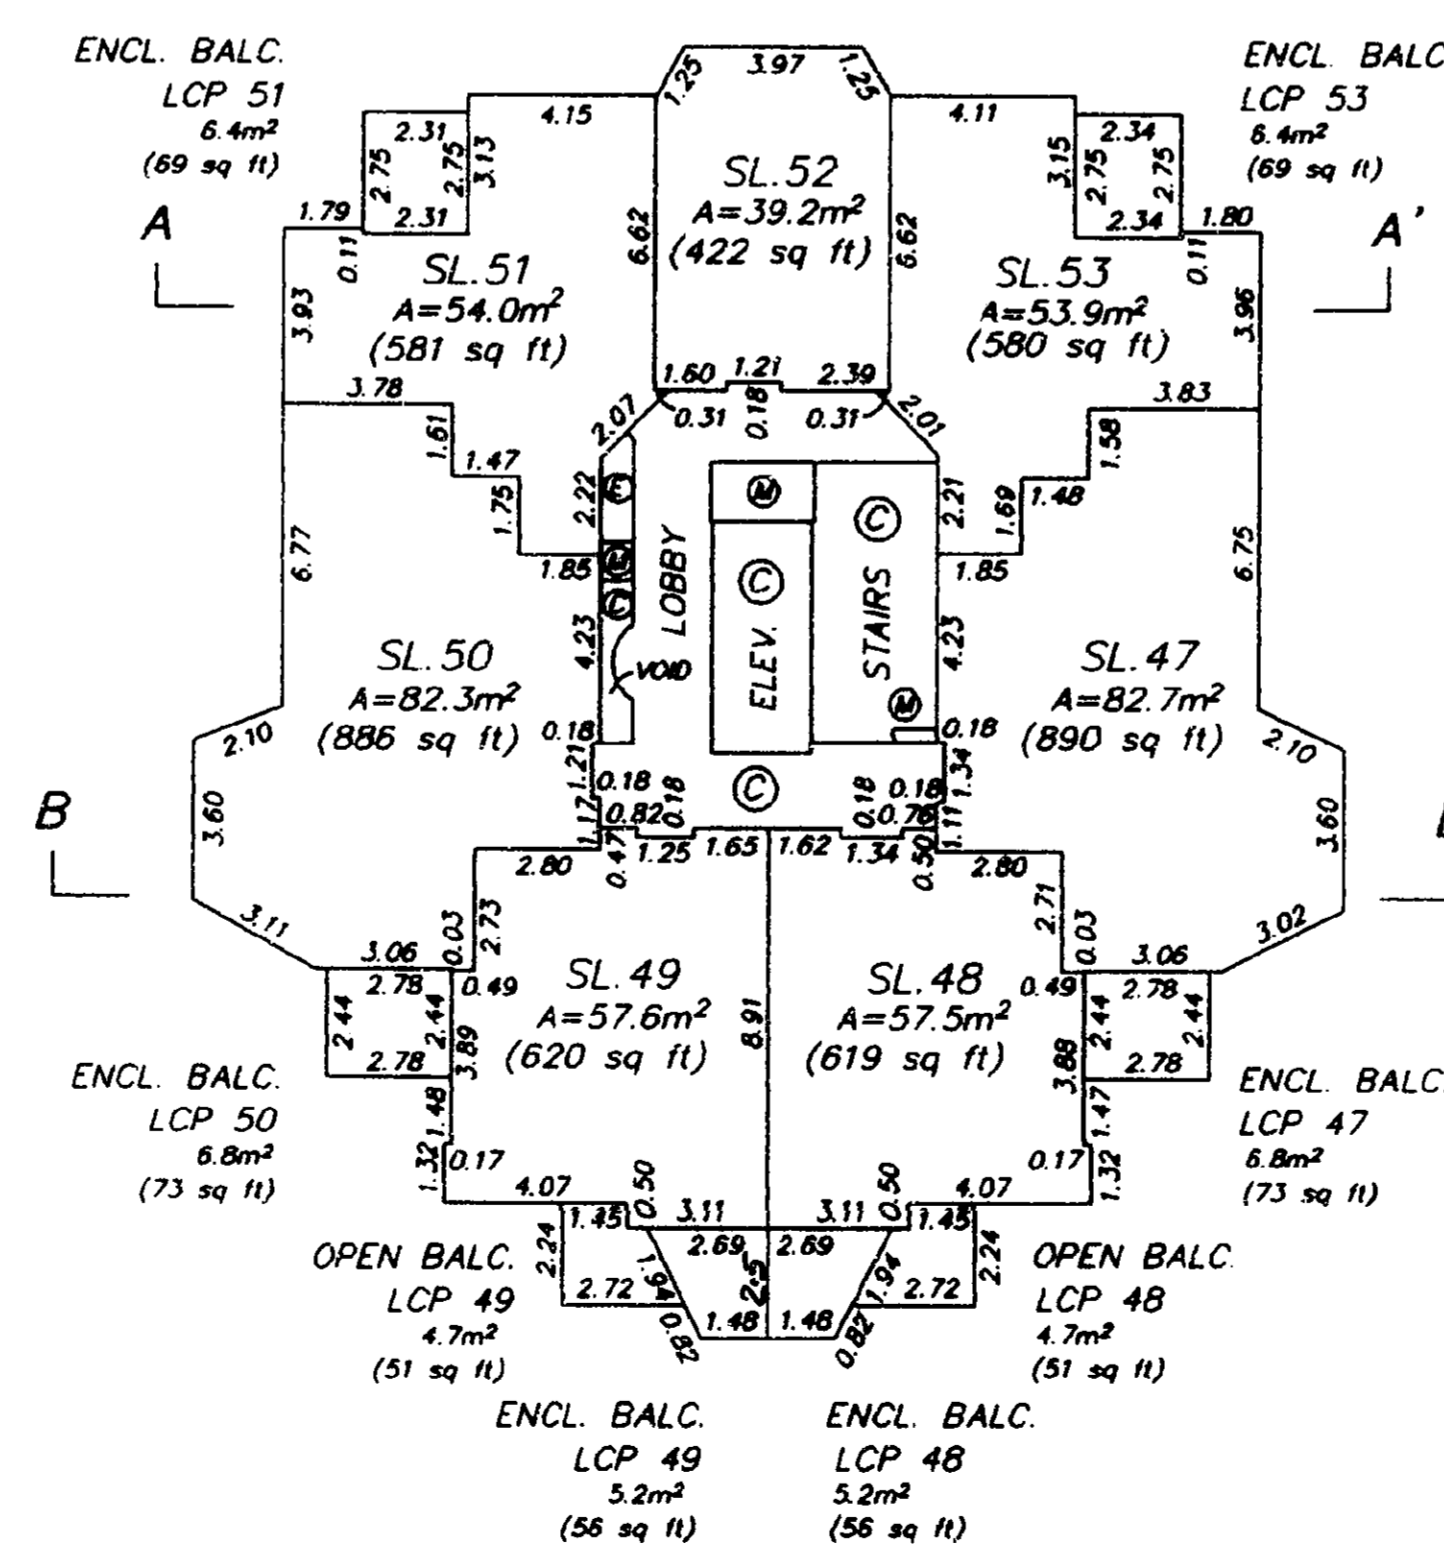 ENCL. BALC.
LCP 51
6.4m²
(69 sq ft)
ENCL. BALC
LCP 53
6.4m²
(69 sq ft)
1.25
3.97
1.25
4.15
4.11
2.31
2.75
2.75
3.13
2.31
1.79
0.11
3.15
2.34
2.75
2.75
2.34
1.80
0.11
A
A'
SL.52
A=39.2m²
(422 sq ft)
6.62
6.62
SL.51
A=54.0m²
(581 sq ft)
SL.53
A=53.9m²
(580 sq ft)
3.93
3.96
3.78
1.60
1.21
2.39
3.83
0.31
0.18
0.31
2.07
2.01
1.61
1.47
1.75
1.85
2.22
E
M
C
2.21
1.58
1.48
1.69
1.85
M
C
LOBBY
C
ELEV.
STAIRS
VOID
M
6.77
6.75
4.23
4.23
SL.50
A=82.3m²
(886 sq ft)
SL.47
A=82.7m²
(890 sq ft)
0.18
0.18
2.10
2.10
1.21
1.34
0.18
0.18
0.18
0.18
C
B
3.60
3.60
1.17
0.82
0.76
1.11
0.47
1.25
1.65
1.62
1.34
0.50
2.80
2.80
2.73
2.71
0.03
0.03
3.11
3.02
3.06
3.06
2.78
0.49
0.49
2.78
SL.49
A=57.6m²
(620 sq ft)
SL.48
A=57.5m²
(619 sq ft)
8.91
2.44
2.44
3.89
3.88
2.44
2.44
2.78
2.78
ENCL. BALC.
LCP 50
6.8m²
(73 sq ft)
ENCL. BALC.
LCP 47
6.8m²
(73 sq ft)
1.48
1.47
1.32
0.17
0.17
1.32
4.07
0.50
3.11
3.11
0.50
4.07
1.45
1.45
2.69
2.69
2.24
2.24
1.94
1.94
2.72
2.72
0.82
1.48
1.48
0.82
OPEN BALC.
LCP 49
4.7m²
(51 sq ft)
OPEN BALC.
LCP 48
4.7m²
(51 sq ft)
ENCL. BALC.
LCP 49
5.2m²
(56 sq ft)
ENCL. BALC.
LCP 48
5.2m²
(56 sq ft)